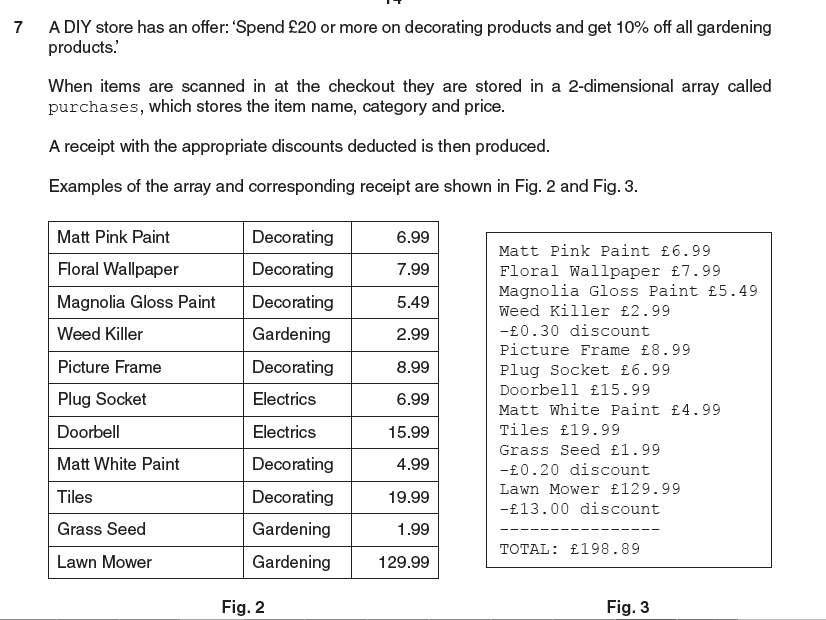 7 A DIY store has an offer: ‘Spend £20 or more on decorating products and get 10% off all gardening
products.’
When items are scanned in at the checkout they are stored in a 2-dimensional array called
purchases, which stores the item name, category and price.
A receipt with the appropriate discounts deducted is then produced.
Examples of the array and corresponding receipt are shown in Fig. 2 and Fig. 3.
Matt Pink Paint Decorating 6.99
Floral Wallpaper Decorating 7.99
Magnolia Gloss Paint Decorating 5.49
Weed Killer Gardening 2.99
Picture Frame Decorating 8.99
Plug Socket Electrics 6.99
Doorbell Electrics 15.99
Matt White Paint Decorating 4.99
Tiles Decorating 19.99
Grass Seed Gardening 1.99
Lawn Mower Gardening 129.99
Fig. 2
Matt Pink Paint £6.99
Floral Wallpaper £7.99
Magnolia Gloss Paint £5.49
Weed Killer £2.99
-£0.30 discount
Picture Frame £8.99
Plug Socket £6.99
Doorbell £15.99
Matt White Paint £4.99
Tiles £19.99
Grass Seed £1.99
-£0.20 discount
Lawn Mower £129.99
-£13.00 discount
----------------
TOTAL: £198.89
Fig. 3